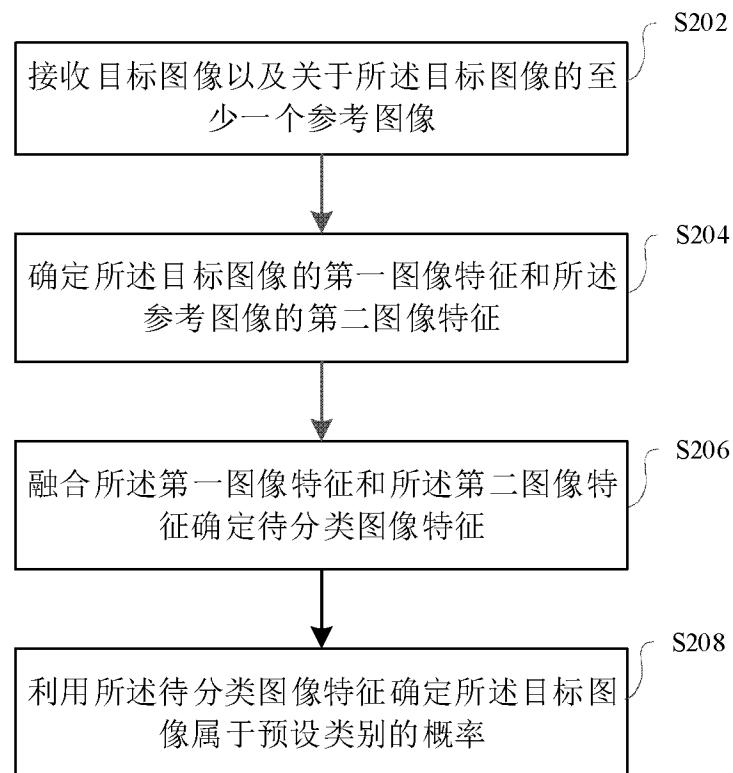 S202
接收目标图像以及关于所述目标图像的至
少一个参考图像
S204
确定所述目标图像的第一图像特征和所述
参考图像的第二图像特征
S206
融合所述第一图像特征和所述第二图像特
征确定待分类图像特征
S208
利用所述待分类图像特征确定所述目标图
像属于预设类别的概率